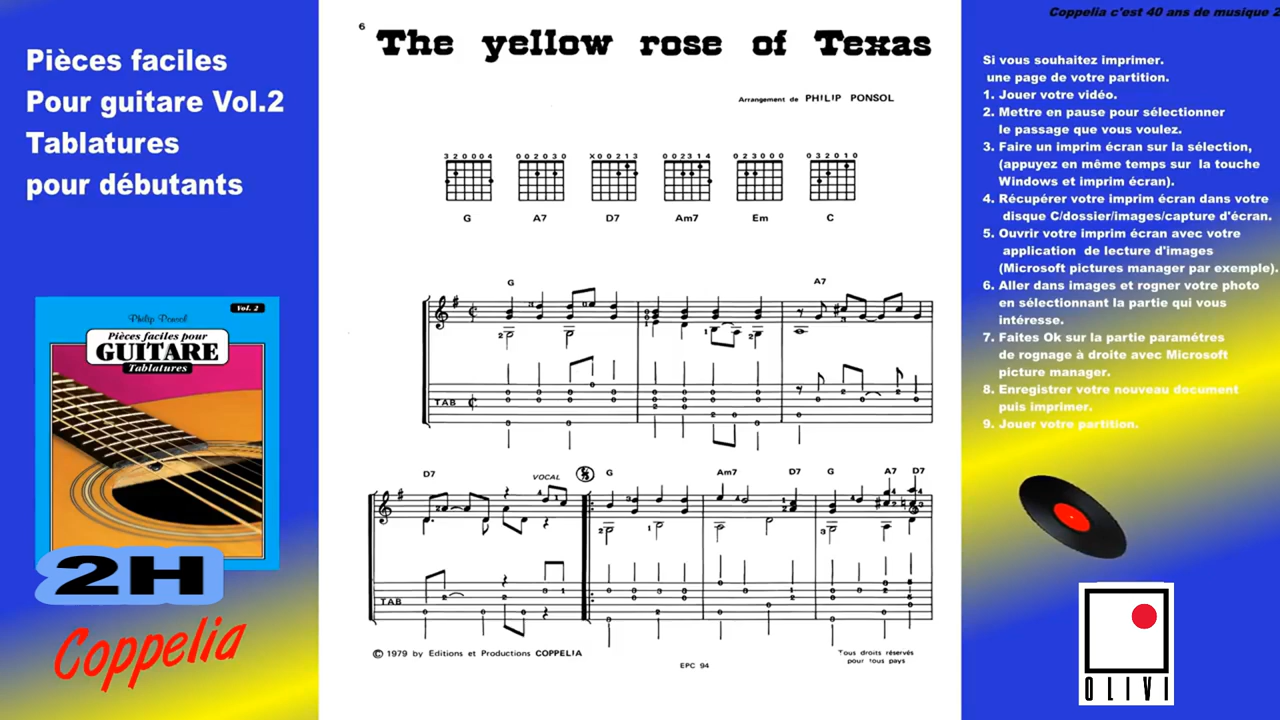 Coppelia c'est 40 ans de musique 2
Pièces faciles
Pour guitare Vol.2
Tablatures
pour débutants
6
The yellow rose of Texas
Arrangement de PHILIP PONSOL
320004 002030 X00213 002314 023000 032010
G A7 D7 Am7 Em C
G A7
TAB
D7 VOCAL G Am7 D7 G A7 D7
TAB
© 1979 by Editions et Productions COPPELIA
Tous droits réservés
pour tous pays
EPC 94
Si vous souhaitez imprimer.
une page de votre partition.
1. Jouer votre vidéo.
2. Mettre en pause pour sélectionner
le passage que vous voulez.
3. Faire un imprim écran sur la sélection,
(appuyez en même temps sur la touche
Windows et imprim écran).
4. Récupérer votre imprim écran dans votre
disque C/dossier/images/capture d'écran.
5. Ouvrir votre imprim écran avec votre
application de lecture d'images
(Microsoft pictures manager par exemple).
6. Aller dans images et rogner votre photo
en sélectionnant la partie qui vous
intéresse.
7. Faites Ok sur la partie paramétres
de rognage à droite avec Microsoft
picture manager.
8. Enregistrer votre nouveau document
puis imprimer.
9. Jouer votre partition.
Vol. 2
Philip Ponsol
Pièces faciles pour
GUITARE
Tablatures
2H
Coppelia
OLIVI